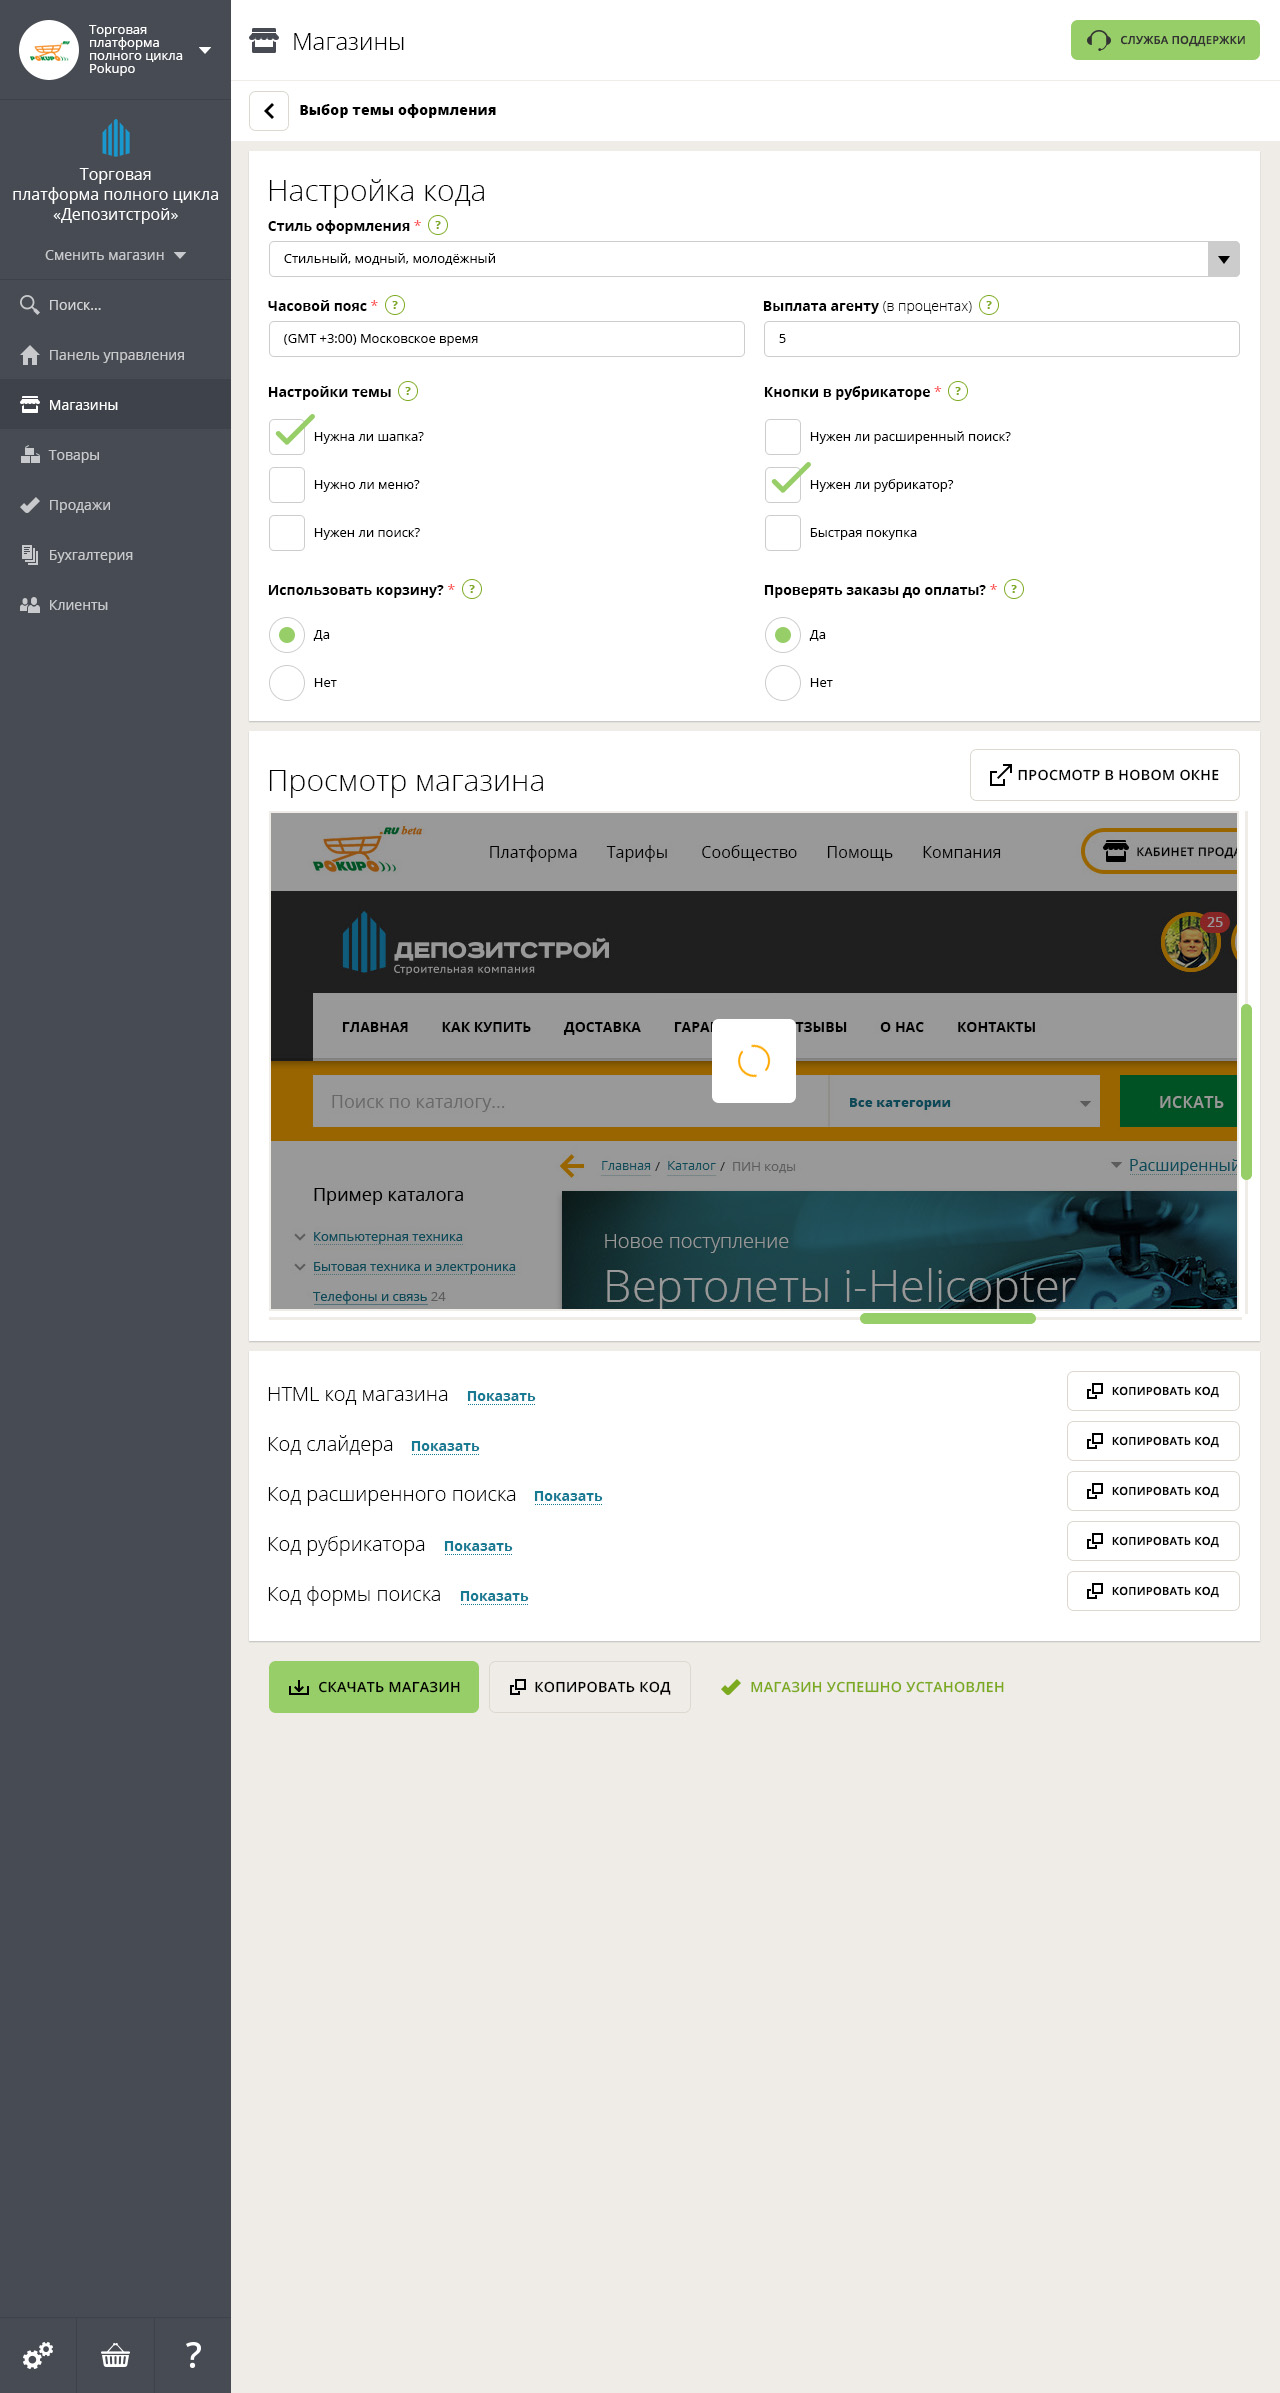 Торговая
платформа
полного цикла
Pokupo
Магазины
СЛУЖБА ПОДДЕРЖКИ
Выбор темы оформления
Торговая
платформа полного цикла
«Депозитстрой»
Сменить магазин
Поиск...
Панель управления
Магазины
Товары
Продажи
Бухгалтерия
Клиенты
Настройка кода
Стиль оформления * ?
Стильный, модный, молодёжный
Часовой пояс * ?
Выплата агенту (в процентах) ?
(GMT +3:00) Московское время
5
Настройки темы ?
Кнопки в рубрикаторе * ?
Нужна ли шапка?
Нужен ли расширенный поиск?
Нужно ли меню?
Нужен ли рубрикатор?
Нужен ли поиск?
Быстрая покупка
Использовать корзину? * ?
Проверять заказы до оплаты? * ?
Да
Да
Нет
Нет
Просмотр магазина
ПРОСМОТР В НОВОМ ОКНЕ
POKUPO .RU beta
Платформа Тарифы Сообщество Помощь Компания
КАБИНЕТ ПРОДА
25
ДЕПОЗИТСТРОЙ
Строительная компания
ГЛАВНАЯ КАК КУПИТЬ ДОСТАВКА ГАРА ТЗЫВЫ О НАС КОНТАКТЫ
Поиск по каталогу...
Все категории
ИСКАТЬ
Главная / Каталог / ПИН коды
Расширенный
Пример каталога
Компьютерная техника
Бытовая техника и электроника
Телефоны и связь 24
Новое поступление
Вертолеты i-Helicopter
HTML код магазина Показать
КОПИРОВАТЬ КОД
Код слайдера Показать
КОПИРОВАТЬ КОД
Код расширенного поиска Показать
КОПИРОВАТЬ КОД
Код рубрикатора Показать
КОПИРОВАТЬ КОД
Код формы поиска Показать
КОПИРОВАТЬ КОД
СКАЧАТЬ МАГАЗИН
КОПИРОВАТЬ КОД
МАГАЗИН УСПЕШНО УСТАНОВЛЕН
?